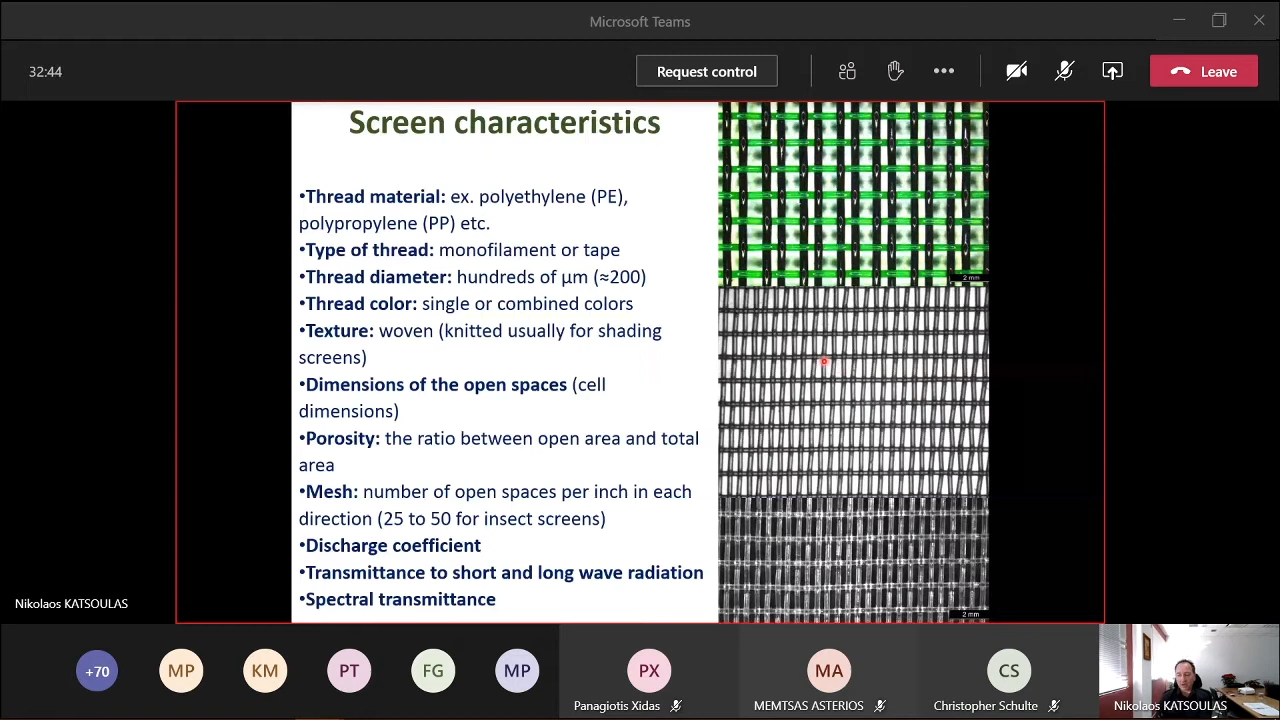 Microsoft Teams
32:44
Request control
Leave
Screen characteristics
•Thread material: ex. polyethylene (PE),
polypropylene (PP) etc.
•Type of thread: monofilament or tape
•Thread diameter: hundreds of μm (≈200)
•Thread color: single or combined colors
•Texture: woven (knitted usually for shading
screens)
•Dimensions of the open spaces (cell
dimensions)
•Porosity: the ratio between open area and total
area
•Mesh: number of open spaces per inch in each
direction (25 to 50 for insect screens)
•Discharge coefficient
•Transmittance to short and long wave radiation
•Spectral transmittance
2 mm
2 mm
Nikolaos KATSOULAS
+70
MP
KM
PT
FG
MP
PX
MA
CS
Panagiotis Xidas
MEMTSAS ASTERIOS
Christopher Schulte
Nikolaos KATSOULAS